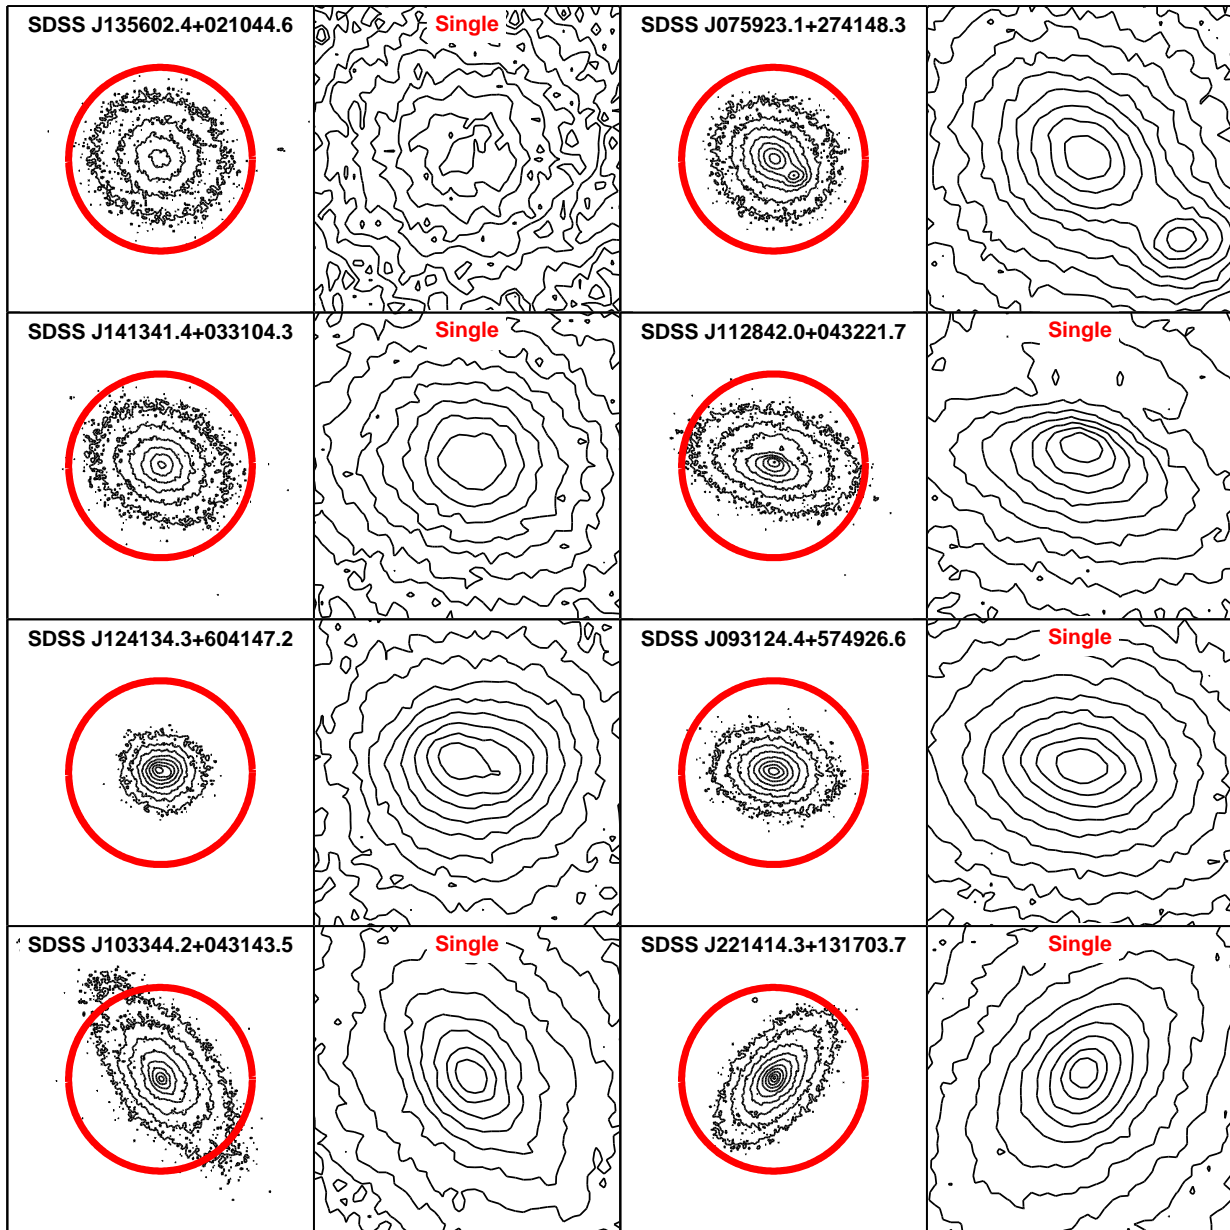 SDSS J135602.4+021044.6
Single
SDSS J075923.1+274148.3
SDSS J141341.4+033104.3
Single
SDSS J112842.0+043221.7
Single
SDSS J124134.3+604147.2
SDSS J093124.4+574926.6
Single
SDSS J103344.2+043143.5
Single
SDSS J221414.3+131703.7
Single